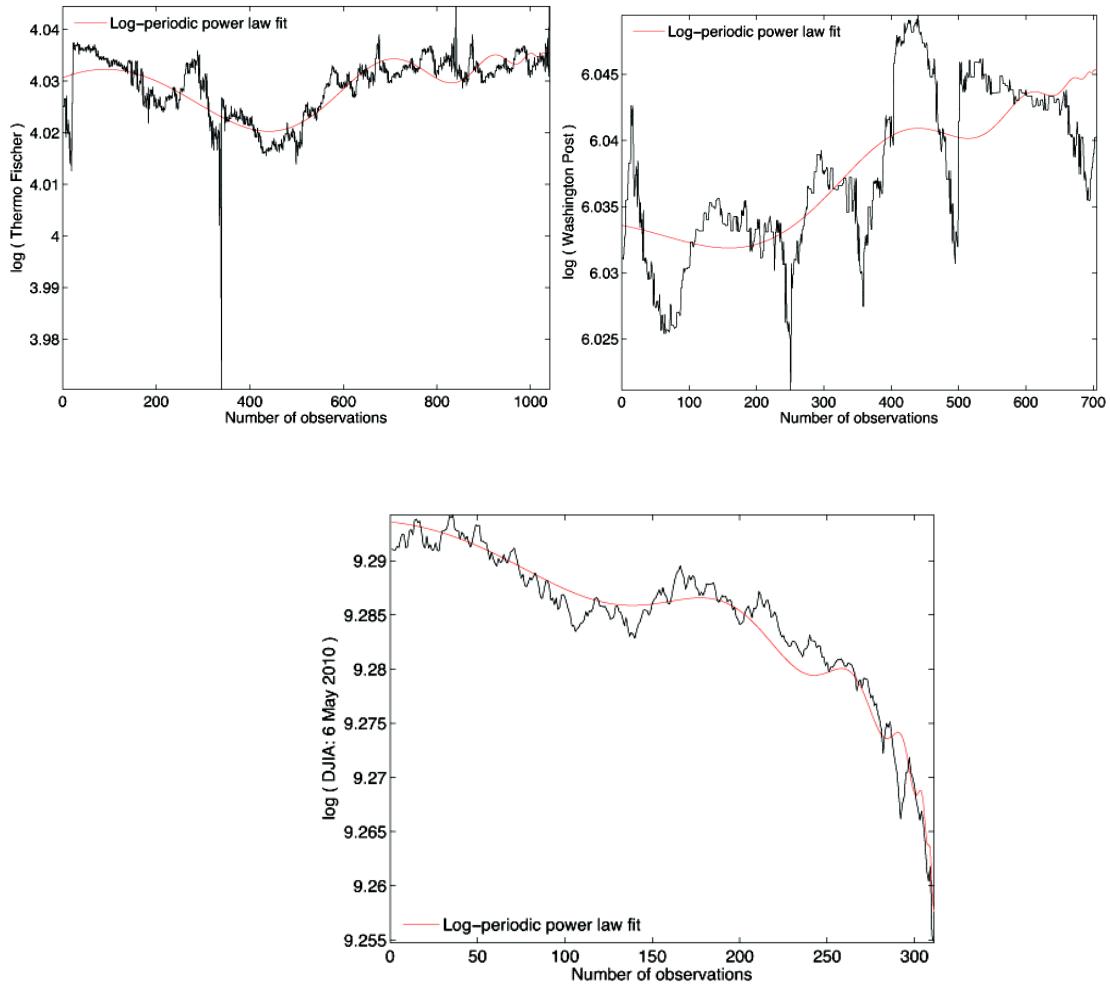 Log-periodic power law fit
4.04
4.03
4.02
4.01
4
3.99
3.98
log ( Thermo Fischer )
0 200 400 600 800 1000
Number of observations
Log-periodic power law fit
6.045
6.04
6.035
6.03
6.025
log ( Washington Post )
0 100 200 300 400 500 600 700
Number of observations
9.29
9.285
9.28
9.275
9.27
9.265
9.26
9.255
log ( DJIA: 6 May 2010 )
Log-periodic power law fit
0 50 100 150 200 250 300
Number of observations